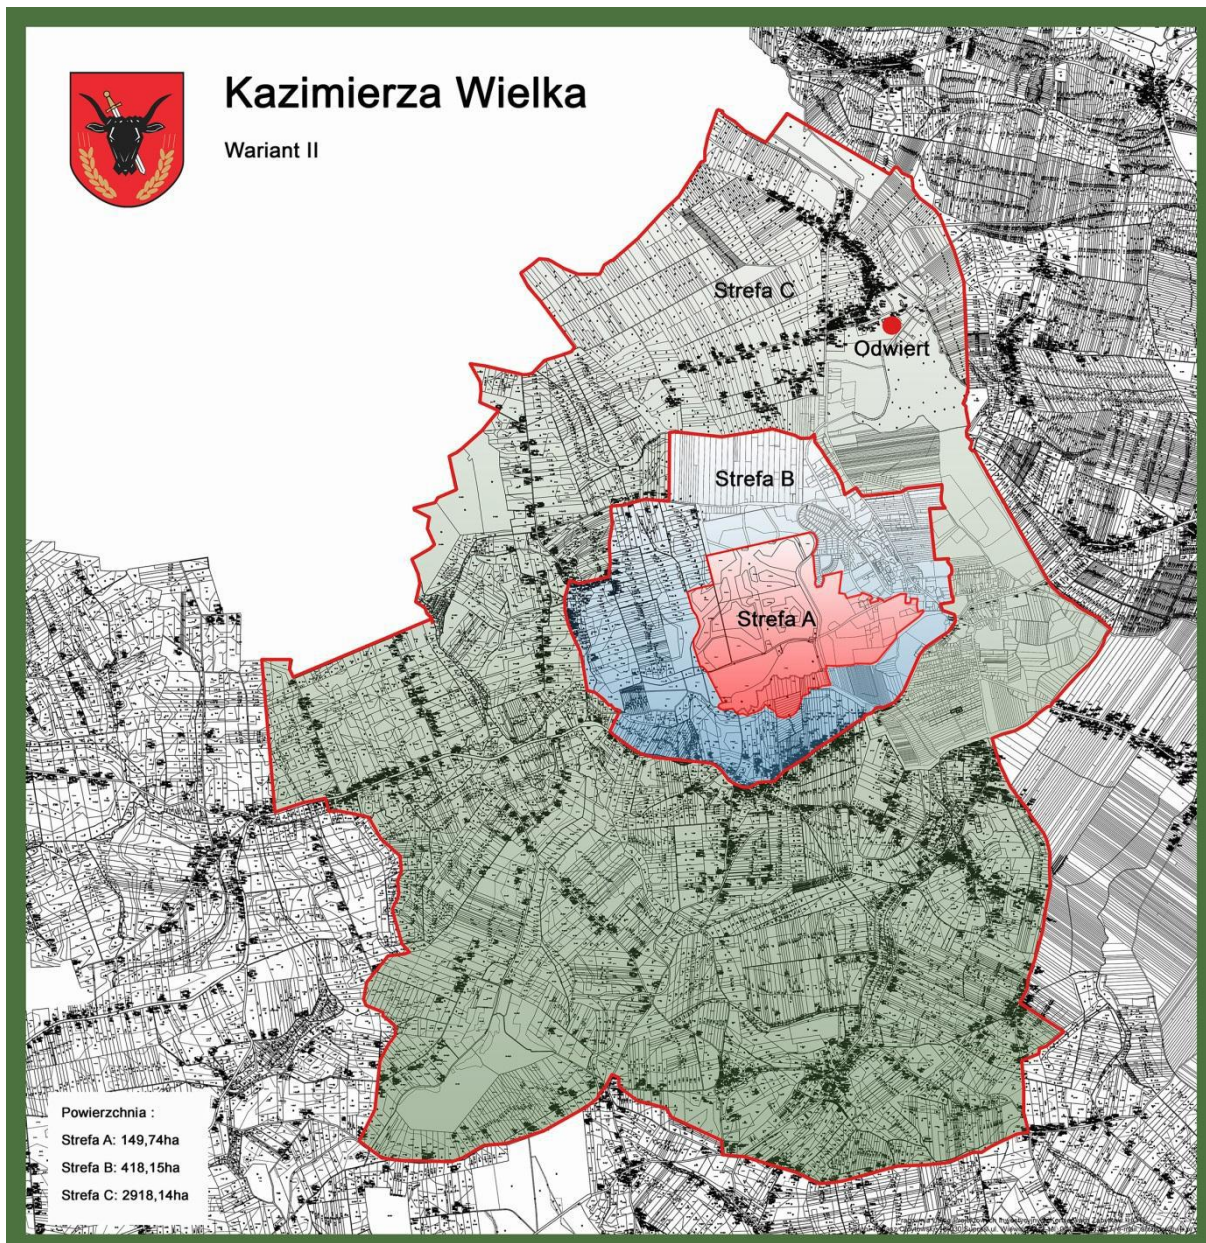 Kazimierza Wielka
Wariant II
Strefa C
Odwiert
Strefa B
Strefa A
Powierzchnia :
Strefa A: 149,74ha
Strefa B: 418,15ha
Strefa C: 2918,14ha